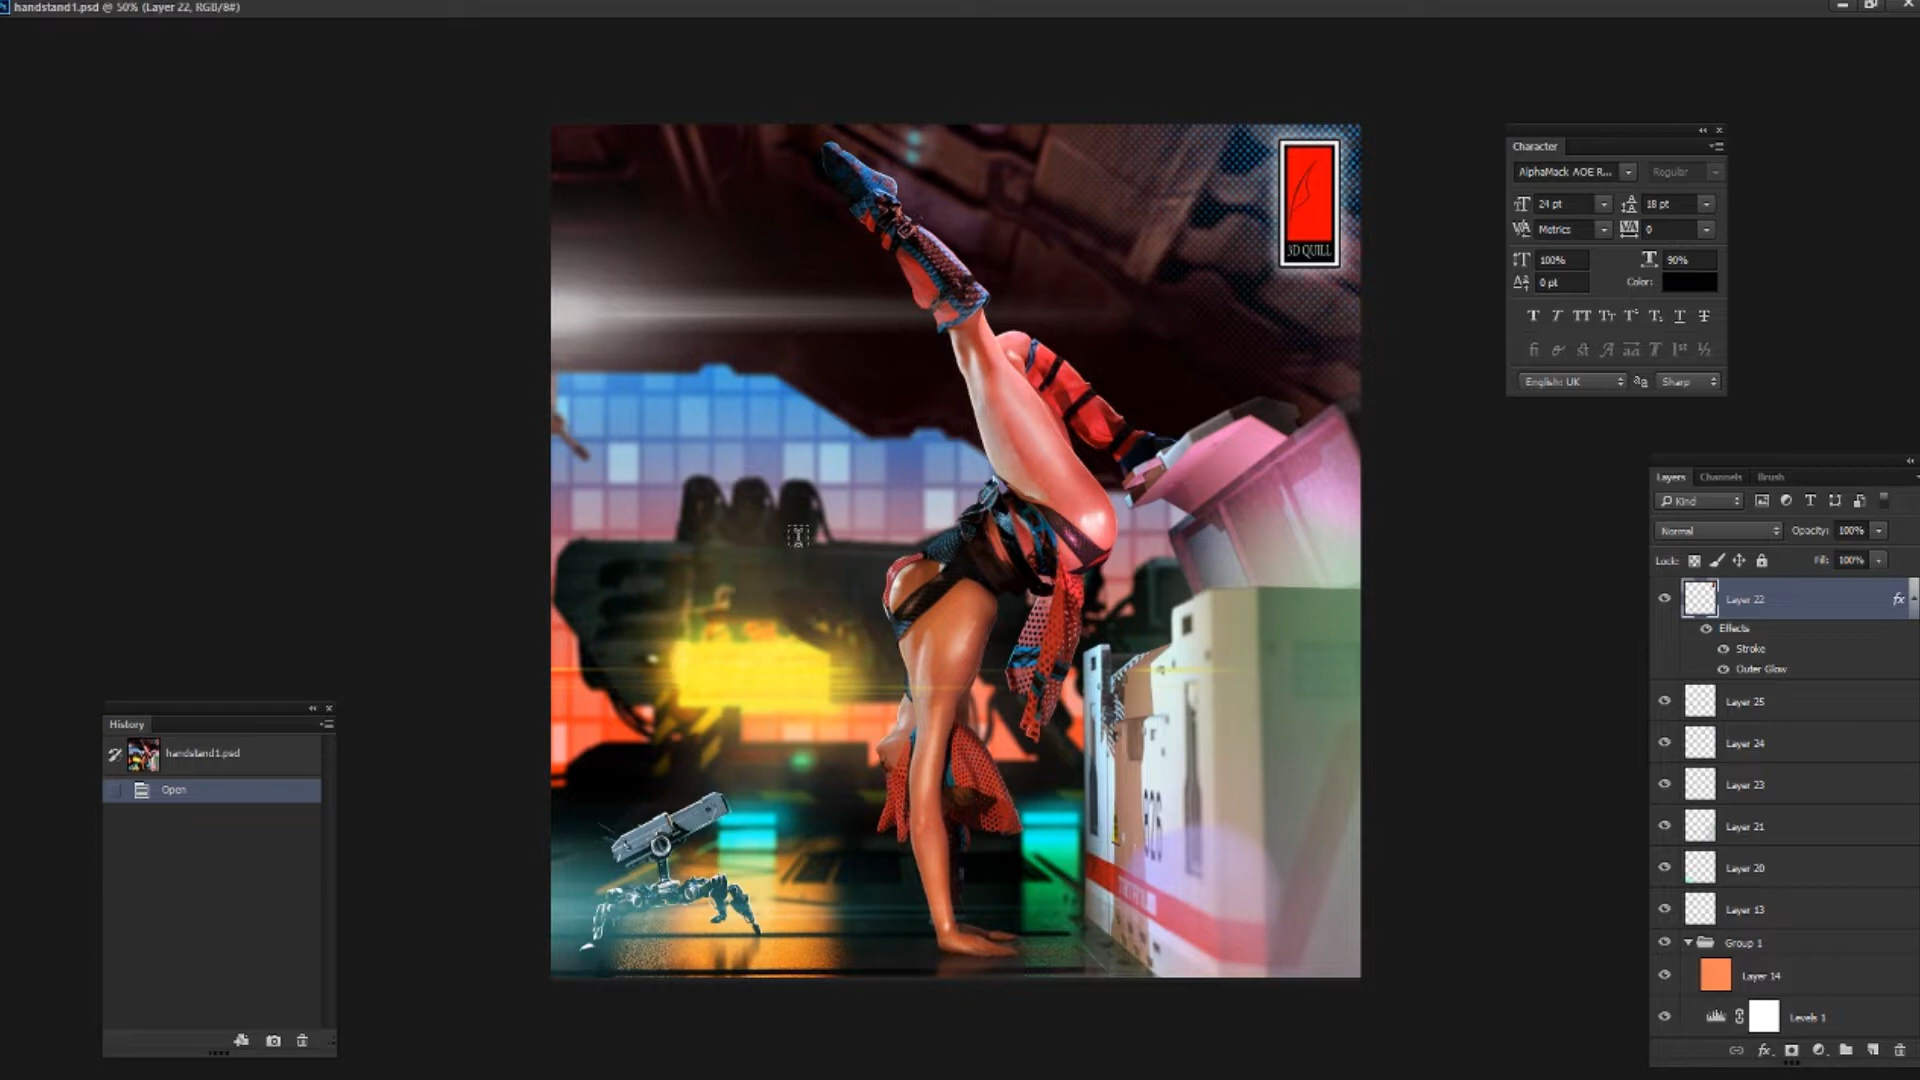 handstand1.psd @ 50% (Layer 22, RGB/8#)
3D QUILL
Character
AlphaMack AOE R...
Regular
24 pt
18 pt
Metrics
0
100%
90%
0 pt
Color:
English: UK
Sharp
Layers
Channels
Brush
Kind
Normal
Opacity: 100%
Lock:
Fill: 100%
Layer 22
fx
Effects
Stroke
Outer Glow
Layer 25
Layer 24
Layer 23
Layer 21
Layer 20
Layer 13
Group 1
Layer 14
Levels 1
History
handstand1.psd
Open